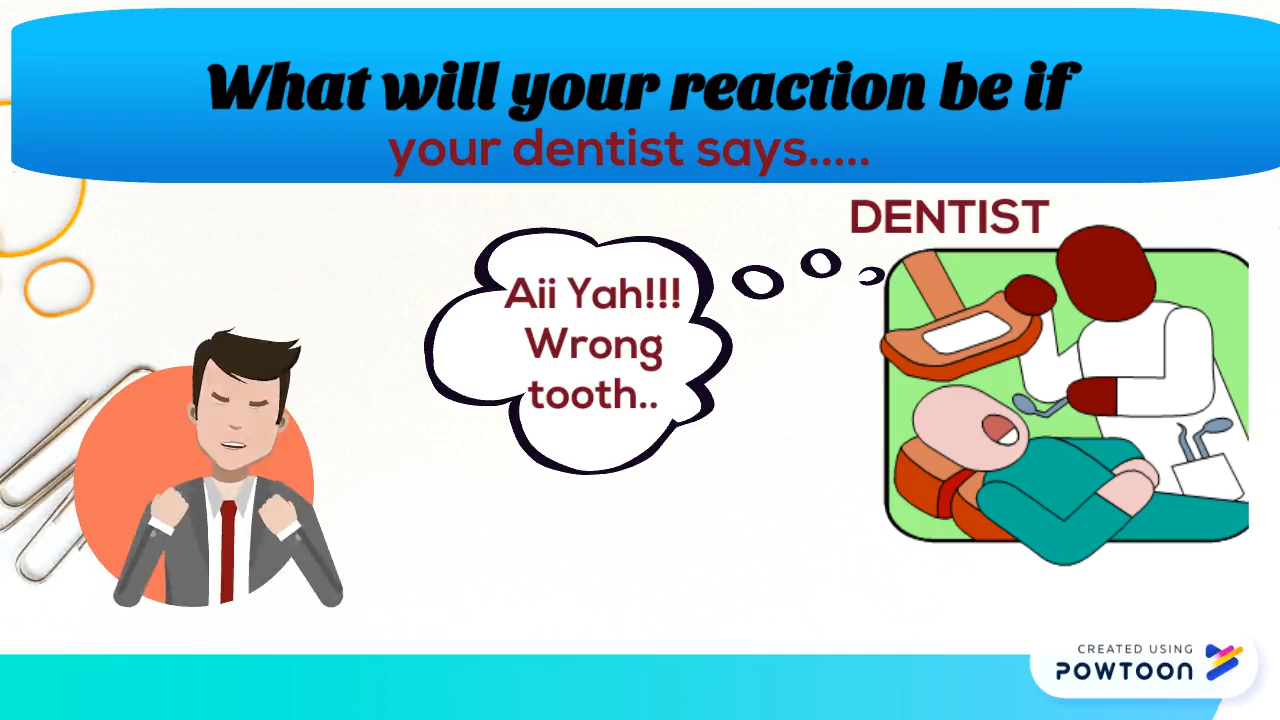 What will your reaction be if
your dentist says.....
DENTIST
Aii Yah!!!
Wrong
tooth..
CREATED USING
POWTOON